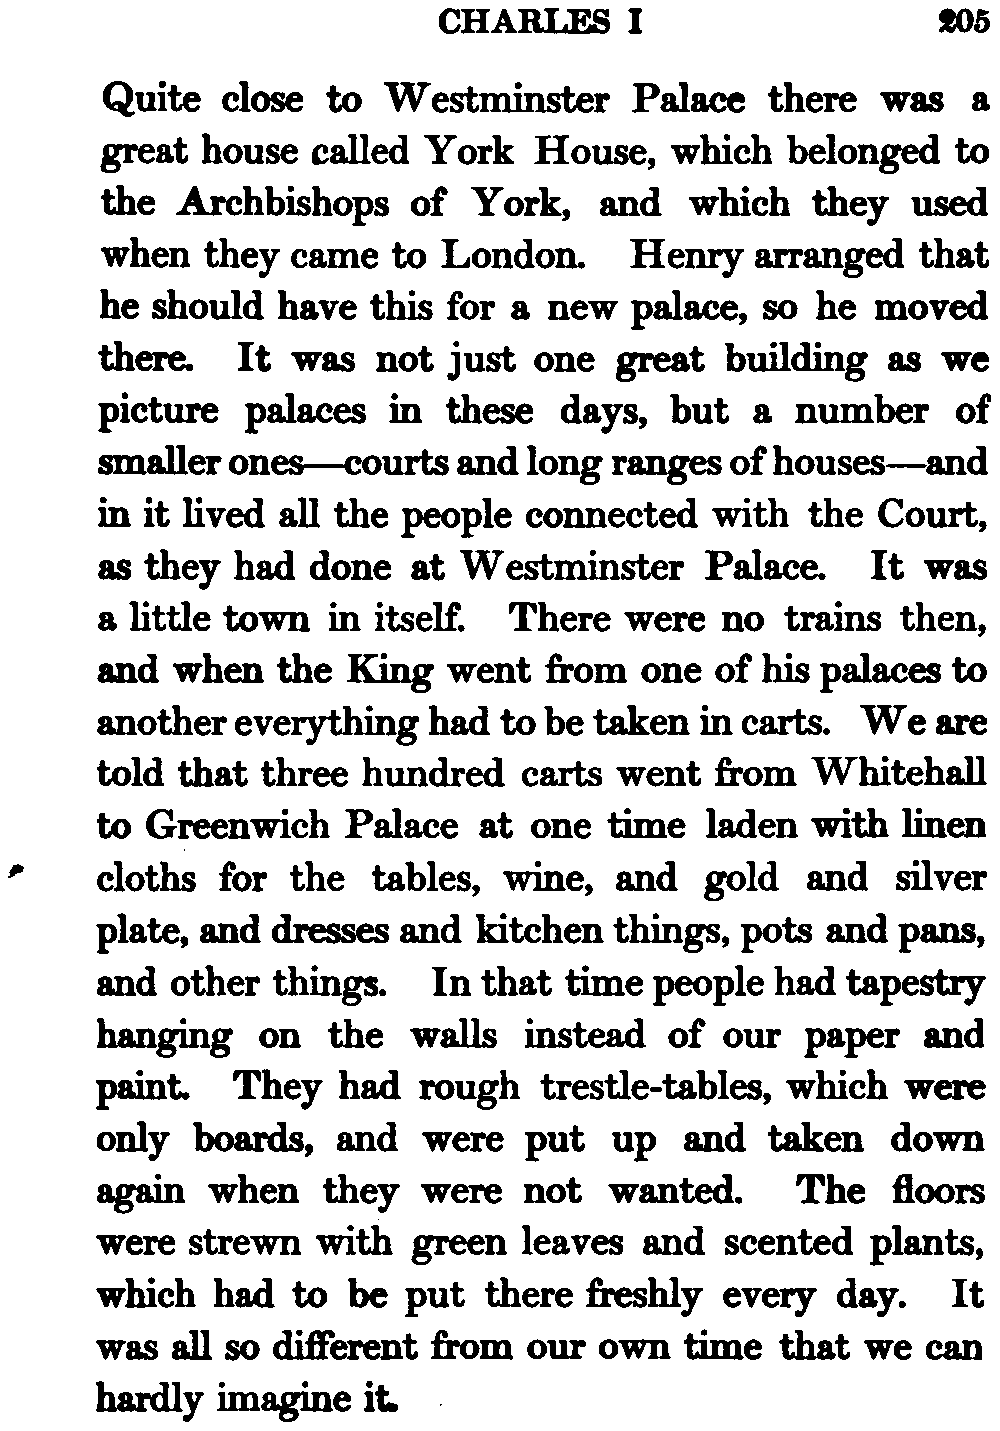 CHARLES I 205
Quite close to Westminster Palace there was a
great house called York House, which belonged to
the Archbishops of York, and which they used
when they came to London. Henry arranged that
he should have this for a new palace, so he moved
there. It was not just one great building as we
picture palaces in these days, but a number of
smaller ones—courts and long ranges of houses—and
in it lived all the people connected with the Court,
as they had done at Westminster Palace. It was
a little town in itself. There were no trains then,
and when the King went from one of his palaces to
another everything had to be taken in carts. We are
told that three hundred carts went from Whitehall
to Greenwich Palace at one time laden with linen
cloths for the tables, wine, and gold and silver
plate, and dresses and kitchen things, pots and pans,
and other things. In that time people had tapestry
hanging on the walls instead of our paper and
paint. They had rough trestle-tables, which were
only boards, and were put up and taken down
again when they were not wanted. The floors
were strewn with green leaves and scented plants,
which had to be put there freshly every day. It
was all so different from our own time that we can
hardly imagine it.